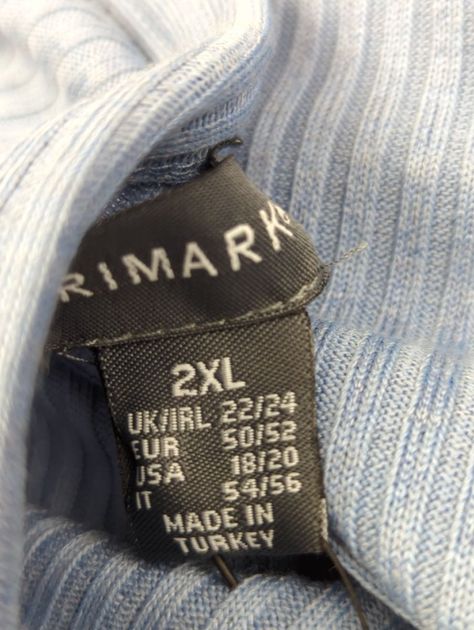 RIMARK
2XL
UK/IRL 22/24
EUR 50/52
USA 18/20
IT 54/56
MADE IN
TURKEY